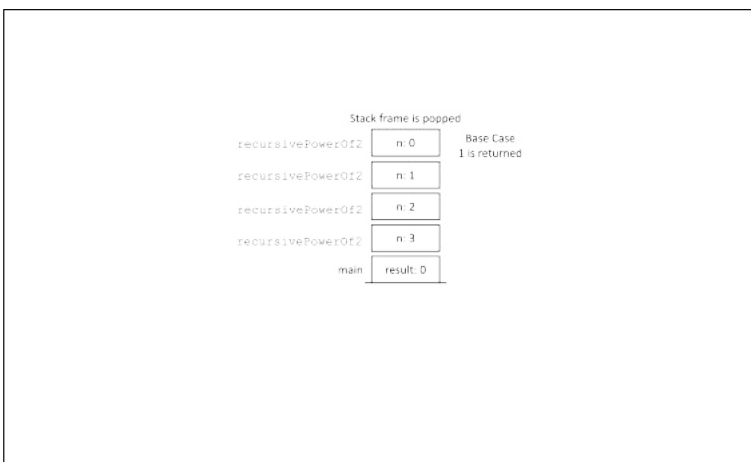 Stack frame is popped
recursivePowerOf2 n: 0 Base Case
1 is returned
recursivePowerOf2 n: 1
recursivePowerOf2 n: 2
recursivePowerOf2 n: 3
main result: 0